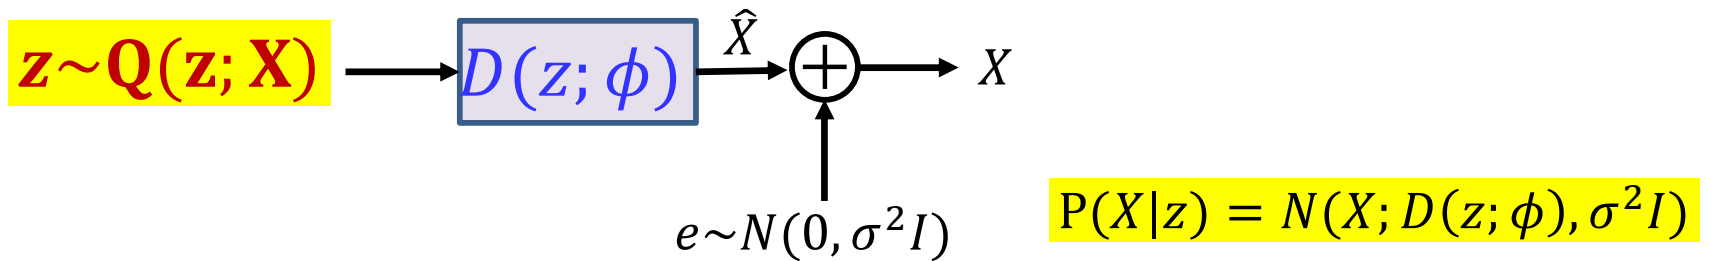 z~Q(z; X)
D(z; ϕ)
X̂
X
e~N(0, σ²I)
P(X|z) = N(X; D(z; ϕ), σ²I)